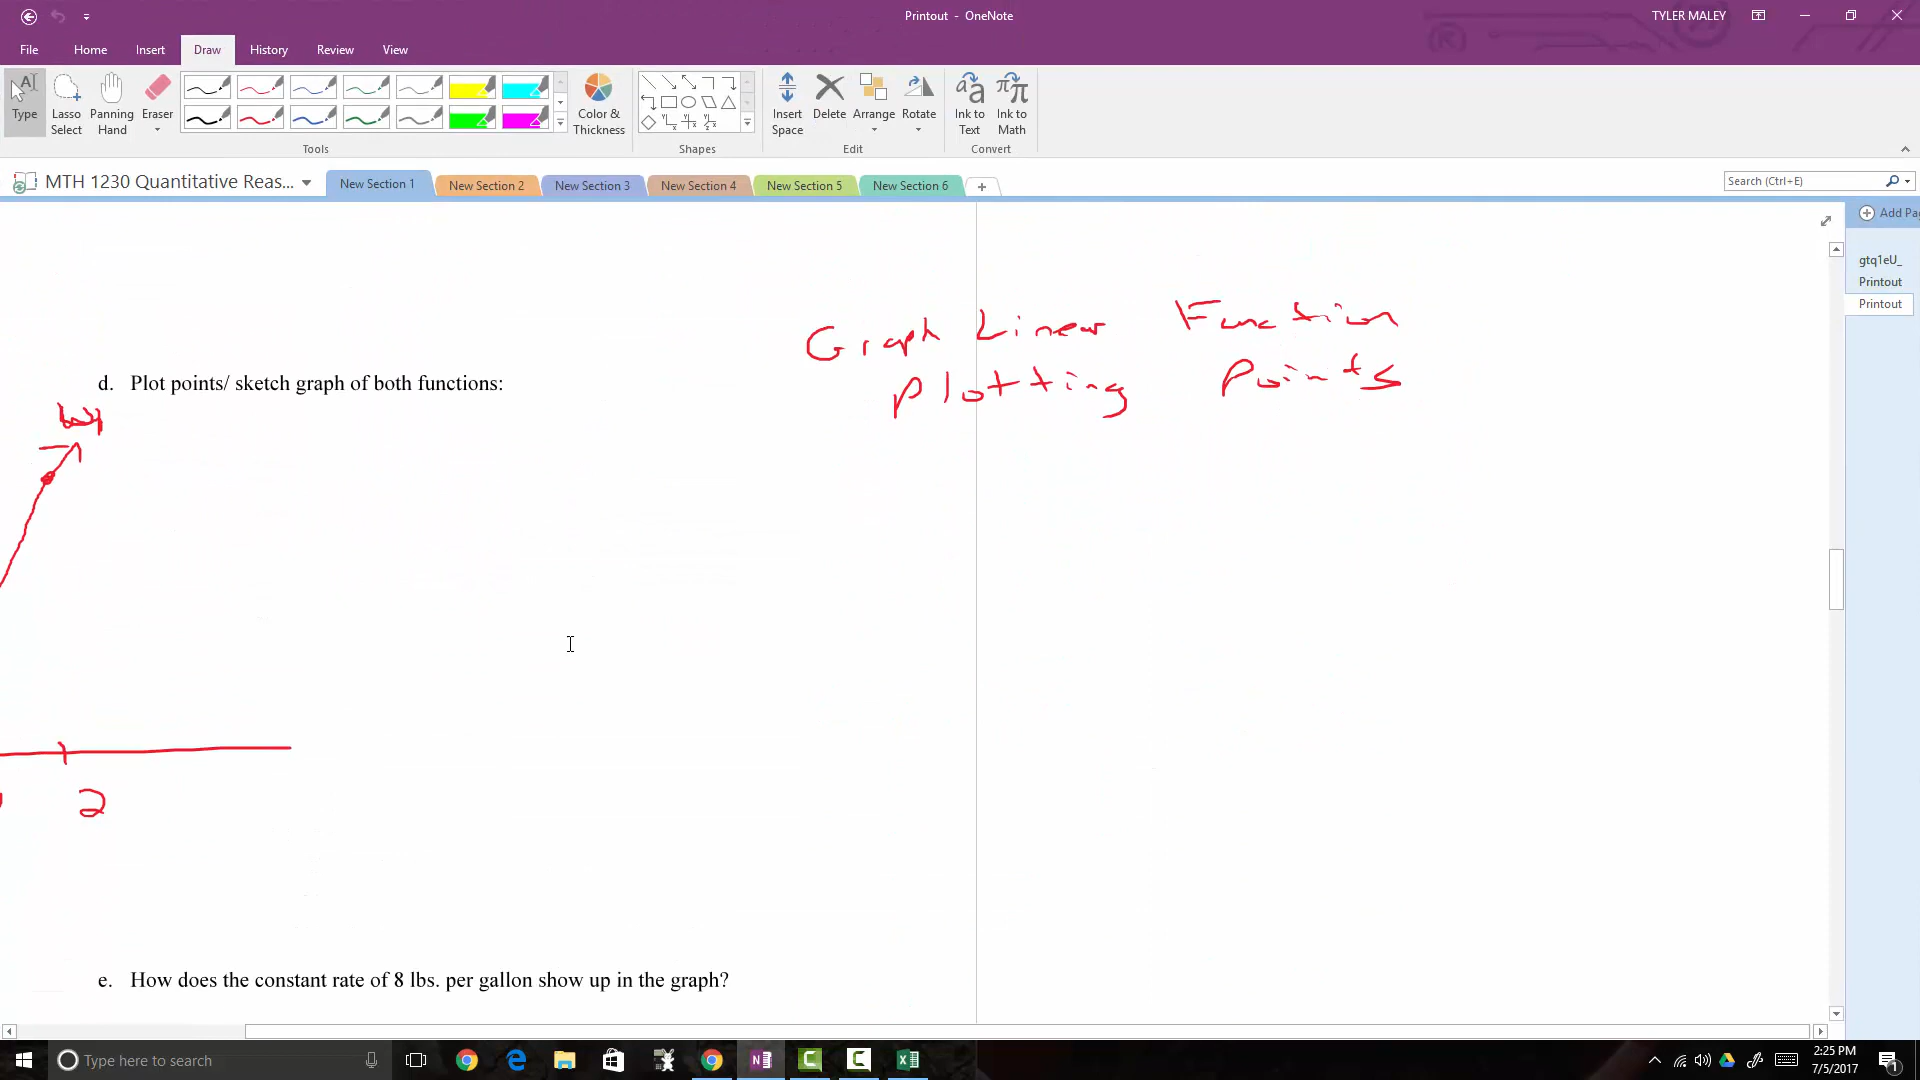 Printout - OneNote
TYLER MALEY
File Home Insert Draw History Review View
Type
Lasso Select
Panning Hand
Eraser
Color & Thickness
Insert Space
Delete
Arrange
Rotate
Ink to Text
Ink to Math
Tools
Shapes
Edit
Convert
MTH 1230 Quantitative Reas...
New Section 1
New Section 2
New Section 3
New Section 4
New Section 5
New Section 6
Search (Ctrl+E)
Add Pa
gtq1eU_
Printout
Printout
Graph Linear Function
Plotting Points
d. Plot points/ sketch graph of both functions:
2
e. How does the constant rate of 8 lbs. per gallon show up in the graph?
Type here to search
2:25 PM
7/5/2017
1